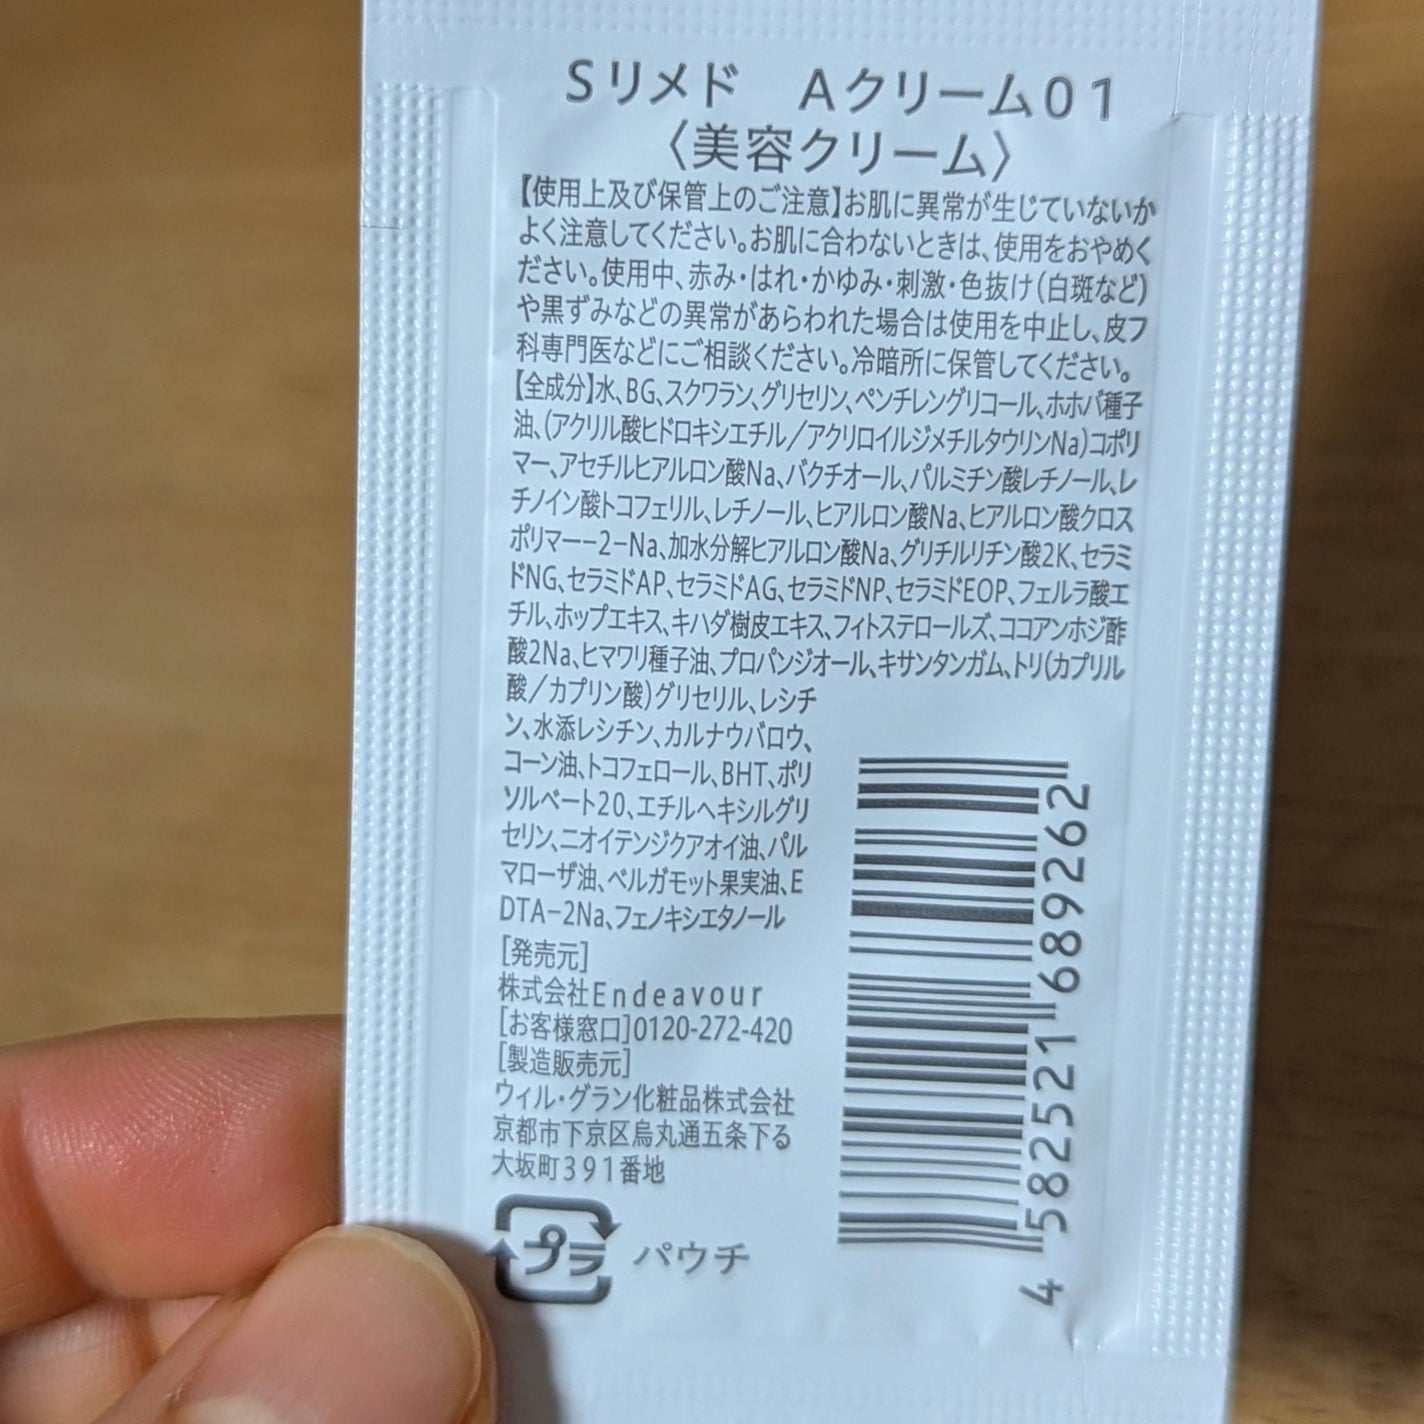 Sリメド　Aクリーム01
〈美容クリーム〉
【使用上及び保管上のご注意】お肌に異常が生じていないか
よく注意してください。お肌に合わないときは、使用をおやめく
ださい。使用中、赤み・はれ・かゆみ・刺激・色抜け(白斑など)
や黒ずみなどの異常があらわれた場合は使用を中止し、皮フ
科専門医などにご相談ください。冷暗所に保管してください。
【全成分】水、BG、スクワラン、グリセリン、ペンチレングリコール、ホホバ種子
油、(アクリル酸ヒドロキシエチル／アクリロイルジメチルタウリンNa)コポリ
マー、アセチルヒアルロン酸Na、バクチオール、パルミチン酸レチノール、レ
チノイン酸トコフェリル、レチノール、ヒアルロン酸Na、ヒアルロン酸クロス
ポリマーー2−Na、加水分解ヒアルロン酸Na、グリチルリチン酸2K、セラミ
ドNG、セラミドAP、セラミドAG、セラミドNP、セラミドEOP、フェルラ酸エ
チル、ホップエキス、キハダ樹皮エキス、フィトステロールズ、ココアンホジ酢
酸2Na、ヒマワリ種子油、プロパンジオール、キサンタンガム、トリ(カプリル
酸／カプリン酸)グリセリル、レシチ
ン、水添レシチン、カルナウバロウ、
コーン油、トコフェロール、BHT、ポリ
ソルベート20、エチルヘキシルグリ
セリン、ニオイテンジクアオイ油、パル
マローザ油、ベルガモット果実油、E
DTA−2Na、フェノキシエタノール
[発売元]
株式会社Endeavour
[お客様窓口]0120-272-420
[製造販売元]
ウィル・グラン化粧品株式会社
京都市下京区烏丸通五条下る
大坂町391番地
プラ パウチ
4 582521 689262